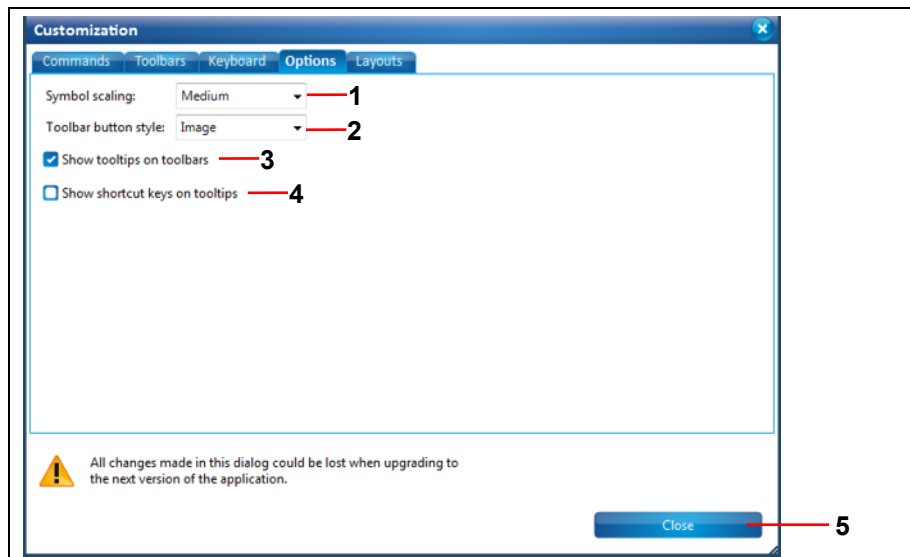 Customization
Commands Toolbars Keyboard Options Layouts
Symbol scaling: Medium 1
Toolbar button style: Image 2
Show tooltips on toolbars 3
Show shortcut keys on tooltips 4
All changes made in this dialog could be lost when upgrading to
the next version of the application.
Close 5